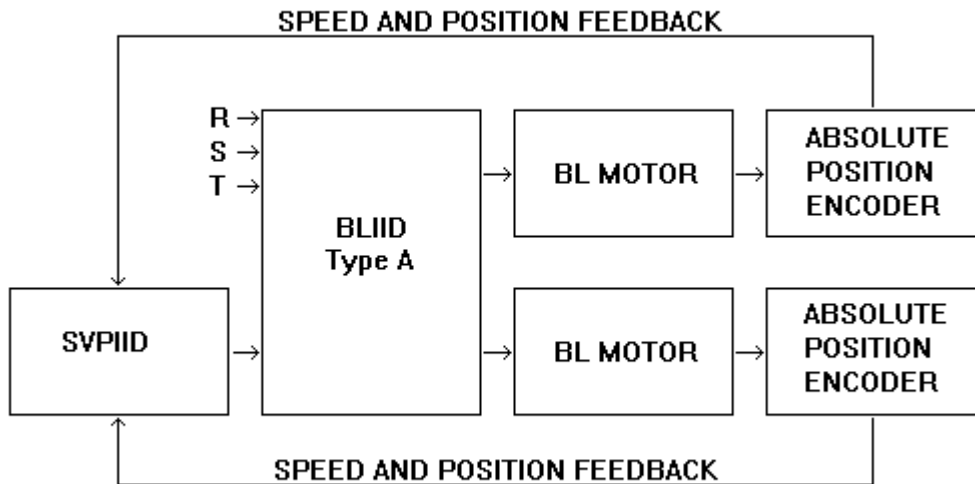 SPEED AND POSITION FEEDBACK
R
S
T
BLIID
Type A
BL MOTOR
ABSOLUTE
POSITION
ENCODER
SVPIID
BL MOTOR
ABSOLUTE
POSITION
ENCODER
SPEED AND POSITION FEEDBACK